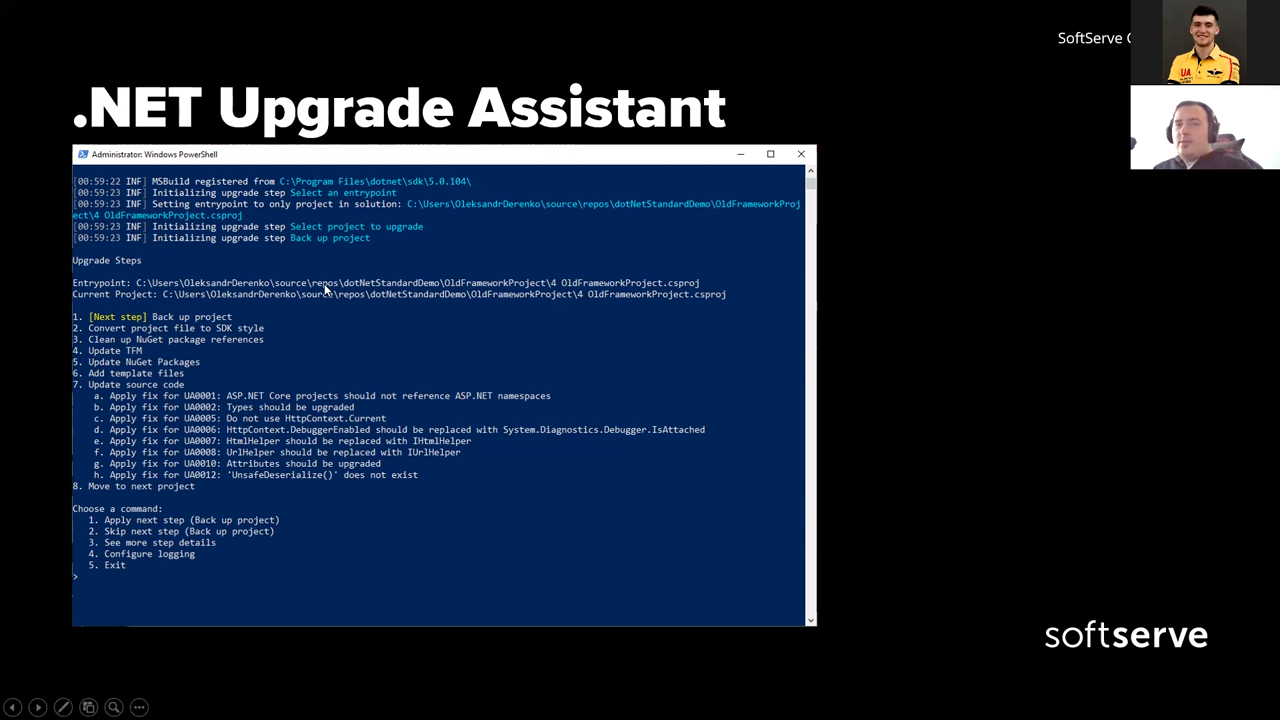 SoftServe
.NET Upgrade Assistant
Administrator: Windows PowerShell
[00:59:22 INF] MSBuild registered from C:\Program Files\dotnet\sdk\5.0.104\
[00:59:23 INF] Initializing upgrade step Select an entrypoint
[00:59:23 INF] Setting entrypoint to only project in solution: C:\Users\OleksandrDerenko\source\repos\dotNetStandardDemo\OldFrameworkProj
ect\4 OldFrameworkProject.csproj
[00:59:23 INF] Initializing upgrade step Select project to upgrade
[00:59:23 INF] Initializing upgrade step Back up project
Upgrade Steps
Entrypoint: C:\Users\OleksandrDerenko\source\repos\dotNetStandardDemo\OldFrameworkProject\4 OldFrameworkProject.csproj
Current Project: C:\Users\OleksandrDerenko\source\repos\dotNetStandardDemo\OldFrameworkProject\4 OldFrameworkProject.csproj
1. [Next step] Back up project
2. Convert project file to SDK style
3. Clean up NuGet package references
4. Update TFM
5. Update NuGet Packages
6. Add template files
7. Update source code
a. Apply fix for UA0001: ASP.NET Core projects should not reference ASP.NET namespaces
b. Apply fix for UA0002: Types should be upgraded
c. Apply fix for UA0005: Do not use HttpContext.Current
d. Apply fix for UA0006: HttpContext.DebuggerEnabled should be replaced with System.Diagnostics.Debugger.IsAttached
e. Apply fix for UA0007: HtmlHelper should be replaced with IHtmlHelper
f. Apply fix for UA0008: UrlHelper should be replaced with IUrlHelper
g. Apply fix for UA0010: Attributes should be upgraded
h. Apply fix for UA0012: 'UnsafeDeserialize()' does not exist
8. Move to next project
Choose a command:
1. Apply next step (Back up project)
2. Skip next step (Back up project)
3. See more step details
4. Configure logging
5. Exit
>
UA
softserve